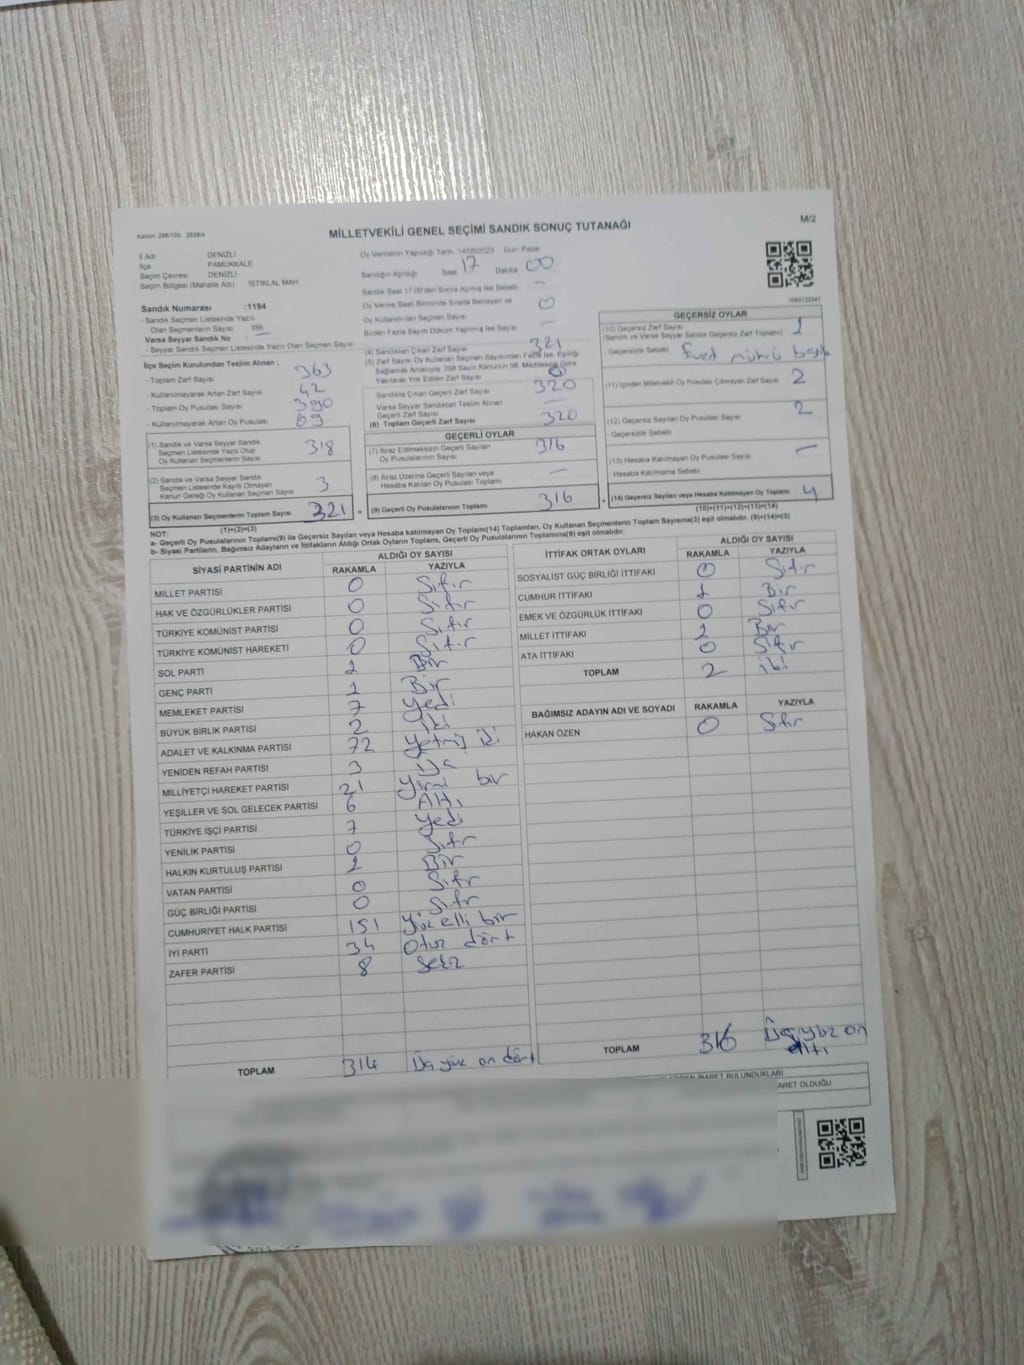 Kanun: 298/105 2839/4
MİLLETVEKİLİ GENEL SEÇİMİ SANDIK SONUÇ TUTANAĞI
M/2
İl Adı DENİZLİ
İlçe PAMUKKALE
Seçim Çevresi DENİZLİ
Seçim Bölgesi (Mahalle Adı) : İSTİKLAL MAH
Sandık Numarası :1194
- Sandık Seçmen Listesinde Yazılı
Olan Seçmenlerin Sayısı : 356
Varsa Seyyar Sandık No :
- Seyyar Sandık Seçmen Listesinde Yazılı Olan Seçmen Sayısı:
İlçe Seçim Kurulundan Teslim Alınan ;
- Toplam Zarf Sayısı 363
- Kullanılmayarak Artan Zarf Sayısı 42
- Toplam Oy Pusulası Sayısı 390
- Kullanılmayarak Artan Oy Pusulası 69
(1) Sandık ve Varsa Seyyar Sandık
Seçmen Listesinde Yazılı Olup
Oy Kullanan Seçmenlerin Sayısı 318
(2) Sandık ve Varsa Seyyar Sandık
Seçmen Listesinde Kayıtlı Olmayan
Kanun Gereği Oy Kullanan Seçmen Sayısı 3
(3) Oy Kullanan Seçmenlerin Toplam Sayısı 321
(1)+(2)=(3)
Oy Vermenin Yapıldığı Tarih: 14/05/2023 Gün: Pazar
Sandığın Açıldığı Saat 17 Dakika 00
Sandık Saat 17.00'den Sonra Açılmış İse Sebebi: —
Oy Verme Saati Bitiminde Sırada Bekleyen ve
Oy Kullandırılan Seçmen Sayısı 0
Birden Fazla Sayım Döküm Yapılmış İse Sayısı: —
(4) Sandıktan Çıkan Zarf Sayısı 321
(5) Zarf Sayısı Oy Kullanan Seçmen Sayısından Fazla İse, Eşitliği
Sağlamak Amacıyla, 298 Sayılı Kanunun 98. Maddesine Göre
Yakılarak Yok Edilen Zarf Sayısı
Sandıkta Çıkan Geçerli Zarf Sayısı 320
Varsa Seyyar Sandıktan Teslim Alınan
Geçerli Zarf Sayısı —
(6) Toplam Geçerli Zarf Sayısı 320
GEÇERLİ OYLAR
(7) İtiraz Edilmeksizin Geçerli Sayılan
Oy Pusulalarının Sayısı 316
(8) İtiraz Üzerine Geçerli Sayılan veya
Hesaba Katılan Oy Pusulası Toplamı —
(9) Geçerli Oy Pusulalarının Toplamı 316
GEÇERSİZ OYLAR
(10) Geçersiz Zarf Sayısı
(Sandık ve Varsa Seyyar Sandık Geçersiz Zarf Toplamı) 1
- Geçersizlik Sebebi Evet mührü
(11) İçinden Milletvekili Oy Pusulası Çıkmayan Zarf Sayısı 2
(12) Geçersiz Sayılan Oy Pusulası Sayısı 2
- Geçersizlik Sebebi
(13) Hesaba Katılmayan Oy Pusulası Sayısı —
- Hesaba Katılmama Sebebi
(14) Geçersiz Sayılan veya Hesaba Katılmayan Oy Toplamı 4
(10)+(11)+(12)+(13)=(14)
NOT:
a- Geçerli Oy Pusulalarının Toplamı(9) ile Geçersiz Sayılan veya Hesaba katılmayan Oy Toplamı(14) Toplamları, Oy Kullanan Seçmenlerin Toplam Sayısına(3) eşit olmalıdır. (9)+(14)=(3)
b- Siyasi Partilerin, Bağımsız Adayların ve İttifakların Aldığı Ortak Oyların Toplamı, Geçerli Oy Pusulalarının Toplamına(9) eşit olmalıdır.
SİYASİ PARTİNİN ADI ALDIĞI OY SAYISI
RAKAMLA YAZIYLA
MİLLET PARTİSİ 0 Sıfır
HAK VE ÖZGÜRLÜKLER PARTİSİ 0 Sıfır
TÜRKİYE KOMÜNİST PARTİSİ 0 Sıfır
TÜRKİYE KOMÜNİST HAREKETİ 0 Sıfır
SOL PARTİ 1 Bir
GENÇ PARTİ 1 Bir
MEMLEKET PARTİSİ 7 Yedi
BÜYÜK BİRLİK PARTİSİ 2 iki
ADALET VE KALKINMA PARTİSİ 72 Yetmiş iki
YENİDEN REFAH PARTİSİ 3 Üç
MİLLİYETÇİ HAREKET PARTİSİ 21 Yirmi bir
YEŞİLLER VE SOL GELECEK PARTİSİ 6 Altı
TÜRKİYE İŞÇİ PARTİSİ 7 Yedi
YENİLİK PARTİSİ 0 Sıfır
HALKIN KURTULUŞ PARTİSİ 1 Bir
VATAN PARTİSİ 0 Sıfır
GÜÇ BİRLİĞİ PARTİSİ 0 Sıfır
CUMHURİYET HALK PARTİSİ 151 Yüz elli bir
İYİ PARTİ 34 Otuz dört
ZAFER PARTİSİ 8 Sekiz
TOPLAM 314 Üç yüz on dört
İTTİFAK ORTAK OYLARI ALDIĞI OY SAYISI
RAKAMLA YAZIYLA
SOSYALİST GÜÇ BİRLİĞİ İTTİFAKI 0 Sıfır
CUMHUR İTTİFAKI 1 Bir
EMEK VE ÖZGÜRLÜK İTTİFAKI 0 Sıfır
MİLLET İTTİFAKI 1 Bir
ATA İTTİFAKI 0 Sıfır
TOPLAM 2 iki
BAĞIMSIZ ADAYIN ADI VE SOYADI RAKAMLA YAZIYLA
HAKAN ÖZEN 0 Sıfır
TOPLAM 316 Üçyüz on altı
İŞARET BULUNDUKLARI
ARET OLDUĞU